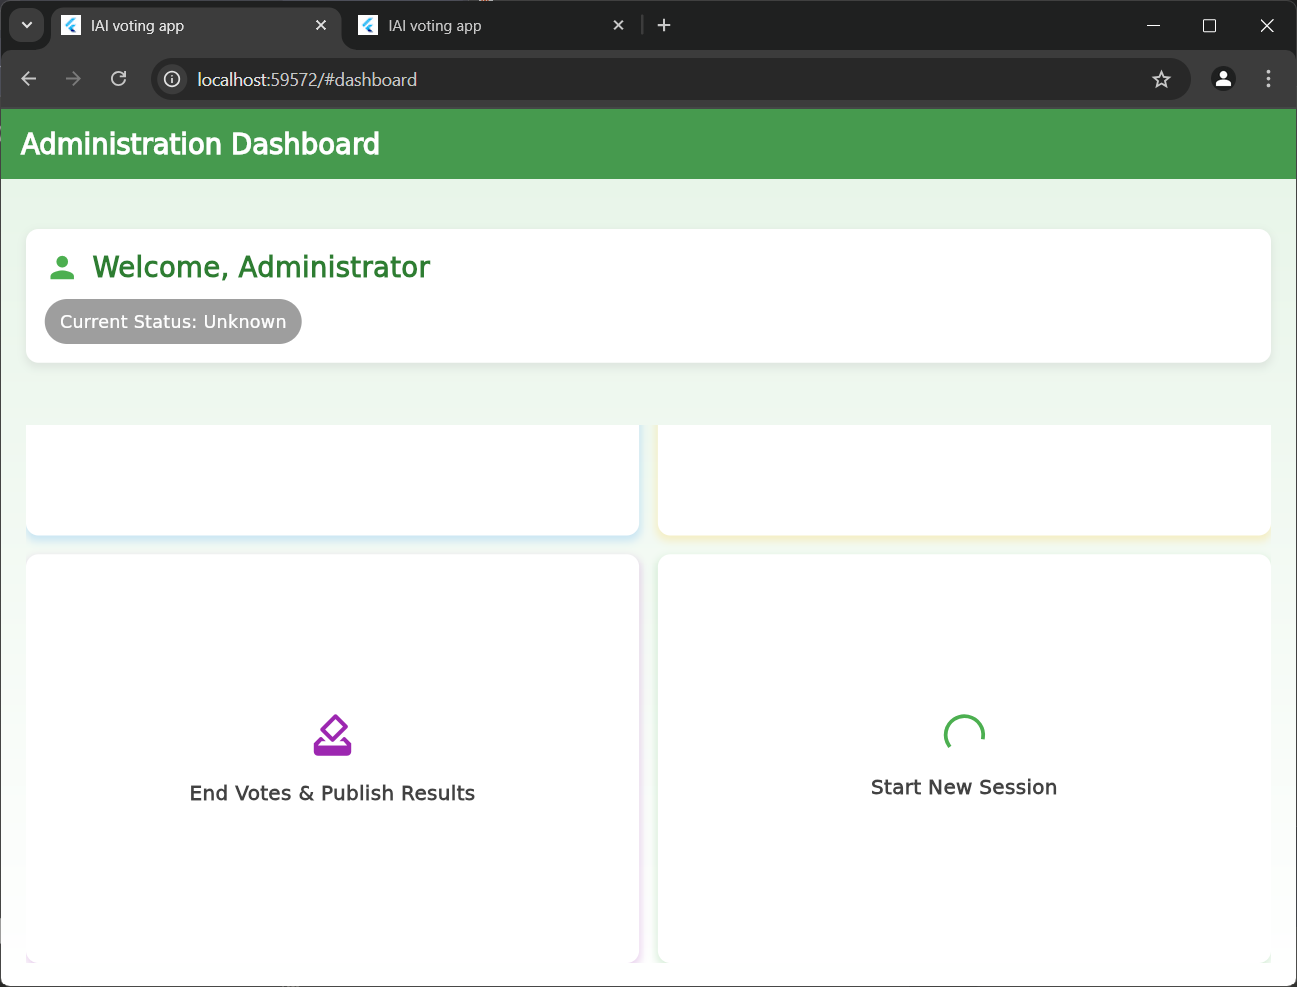 IAI voting app
IAI voting app
localhost:59572/#dashboard
Administration Dashboard
Welcome, Administrator
Current Status: Unknown
End Votes & Publish Results
Start New Session